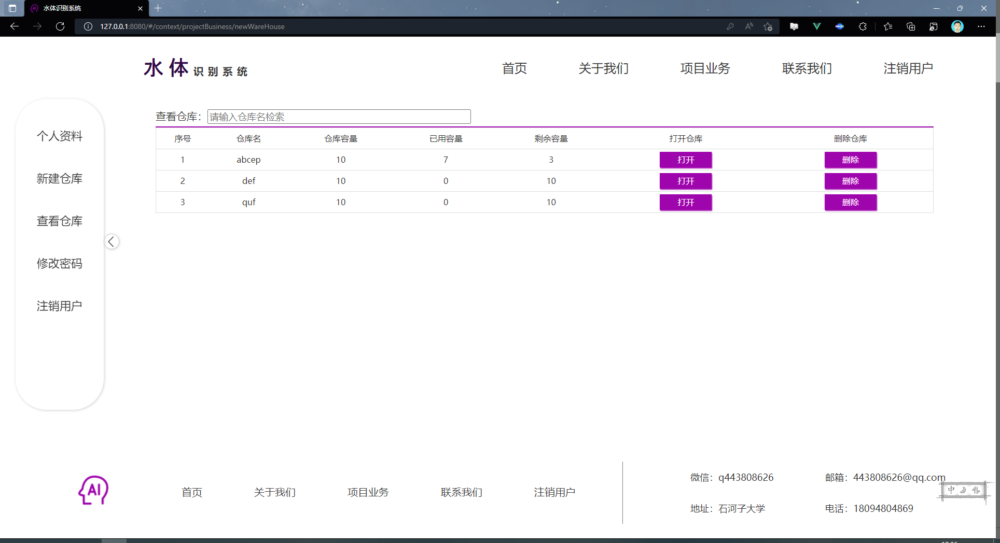 水体识别系统
127.0.0.1:8080/#/context/projectBusiness/newWareHouse
水体 识别系统
首页 关于我们 项目业务 联系我们 注销用户
个人资料
新建仓库
查看仓库
修改密码
注销用户
查看仓库： 请输入仓库名检索
序号 仓库名 仓库容量 已用容量 剩余容量 打开仓库 删除仓库
1 abcep 10 7 3 打开 删除
2 def 10 0 10 打开 删除
3 quf 10 0 10 打开 删除
AI
首页 关于我们 项目业务 联系我们 注销用户
微信：q443808626 邮箱：443808626@qq.com
地址：石河子大学 电话：18094804869
中